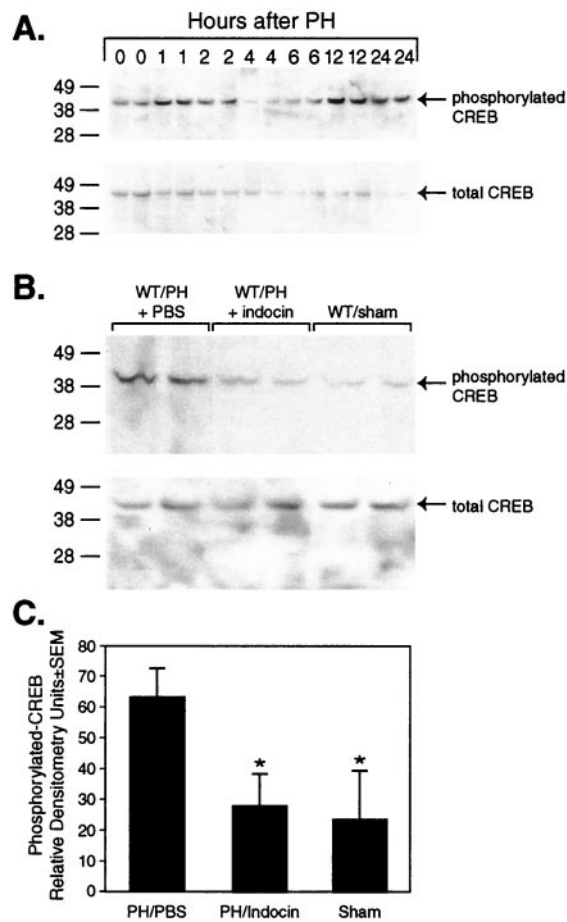 A.
Hours after PH
0 0 1 1 2 2 4 4 6 6 12 12 24 24
49
38
28
phosphorylated
CREB
49
38
28
total CREB
B.
WT/PH
+ PBS
WT/PH
+ indocin
WT/sham
49
38
28
phosphorylated
CREB
49
38
28
total CREB
C.
Phosphorylated-CREB
Relative Densitometry Units±SEM
80
70
60
50
40
30
20
10
0
*
*
PH/PBS
PH/Indocin
Sham